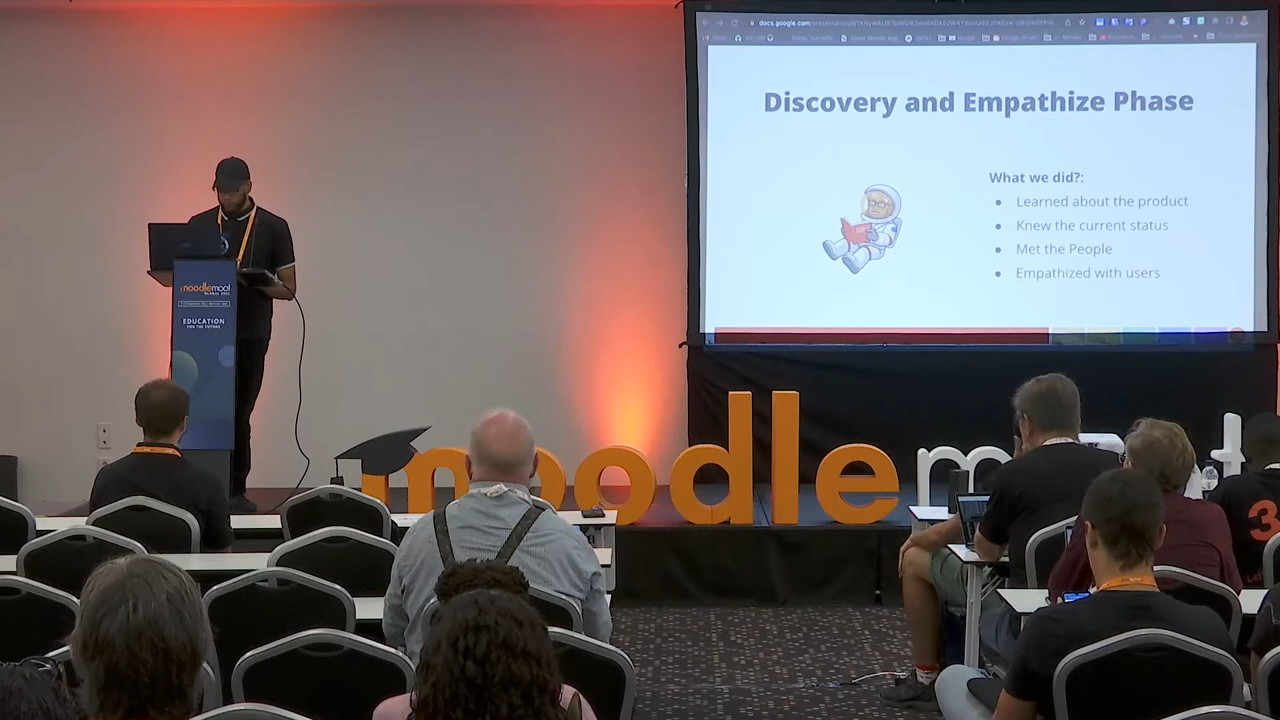 docs.google.com
Discovery and Empathize Phase
What we did?:
• Learned about the product
• Knew the current status
• Met the People
• Empathized with users
moodlemoot
EDUCATION
FOR THE FUTURE
moodle m t
3